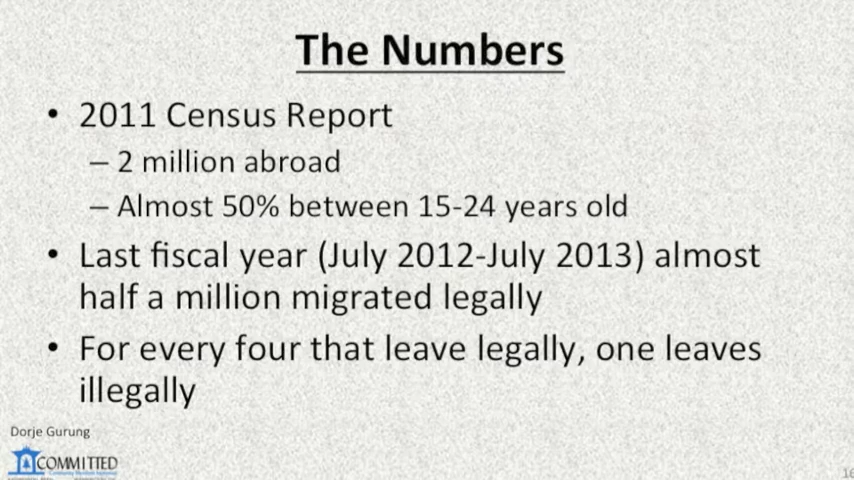 The Numbers
• 2011 Census Report
– 2 million abroad
– Almost 50% between 15-24 years old
• Last fiscal year (July 2012-July 2013) almost
half a million migrated legally
• For every four that leave legally, one leaves
illegally
Dorje Gurung
COMMITTED
16